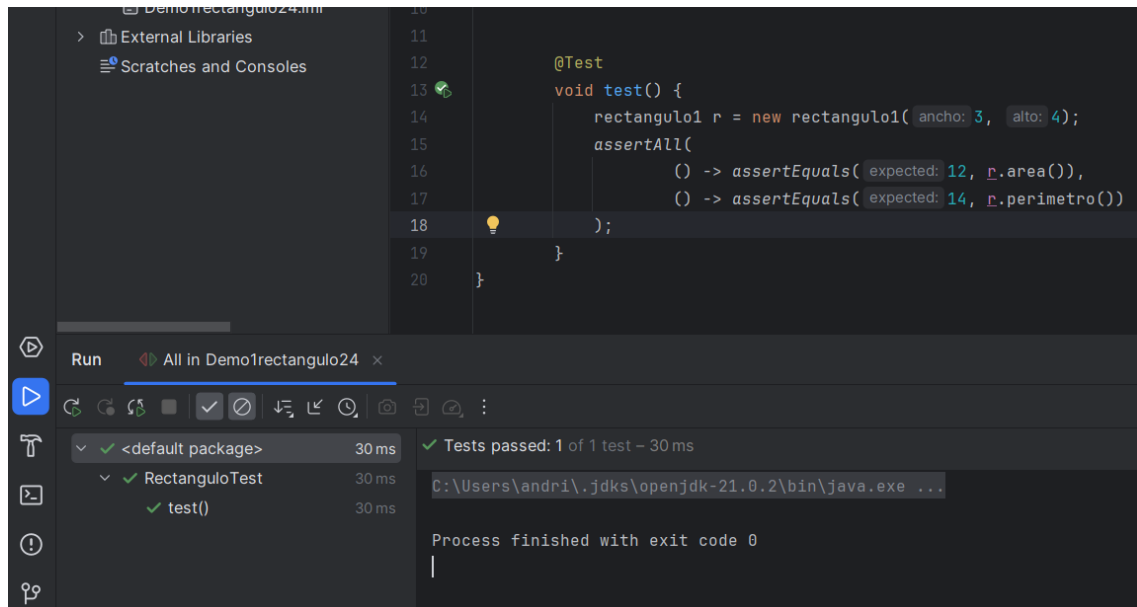 Demo1rectangulo24.iml
External Libraries
Scratches and Consoles
10
11
12 @Test
13 void test() {
14 rectangulo1 r = new rectangulo1( ancho: 3, alto: 4);
15 assertAll(
16 () -> assertEquals( expected: 12, r.area()),
17 () -> assertEquals( expected: 14, r.perimetro())
18 );
19 }
20 }
Run All in Demo1rectangulo24
<default package> 30 ms
RectanguloTest 30 ms
test() 30 ms
Tests passed: 1 of 1 test – 30 ms
C:\Users\andri\.jdks\openjdk-21.0.2\bin\java.exe ...
Process finished with exit code 0